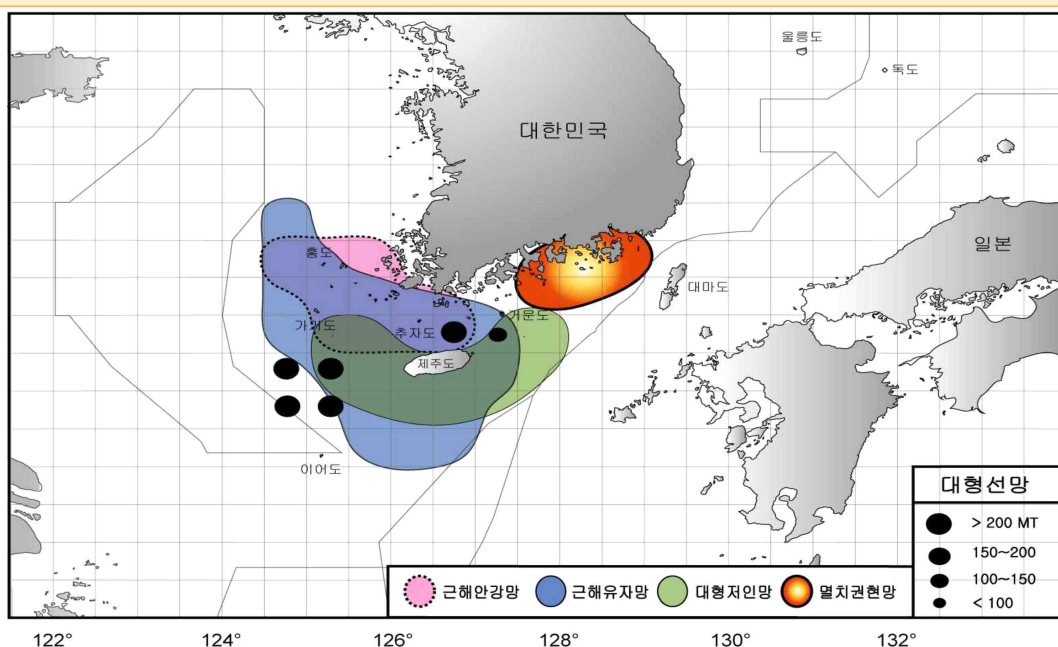 울릉도
독도
대한민국
일본
홍도
대마도
가거도
추자도
거문도
제주도
이어도
대형선망
> 200 MT
150~200
100~150
< 100
근해안강망
근해유자망
대형저인망
멸치권현망
122°
124°
126°
128°
130°
132°